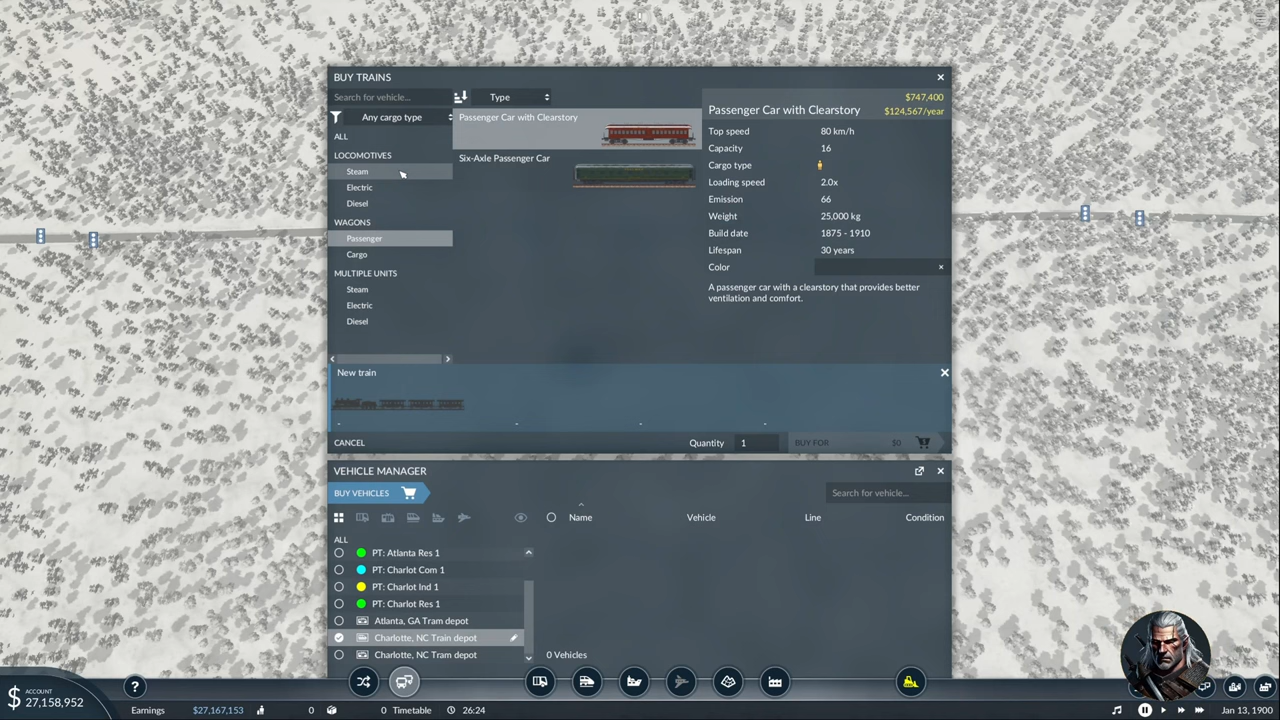 BUY TRAINS
Search for vehicle...
Type
Any cargo type
ALL
LOCOMOTIVES
Steam
Electric
Diesel
WAGONS
Passenger
Cargo
MULTIPLE UNITS
Steam
Electric
Diesel
Passenger Car with Clearstory
Six-Axle Passenger Car
$747,400
Passenger Car with Clearstory
$124,567/year
Top speed 80 km/h
Capacity 16
Cargo type
Loading speed 2.0x
Emission 66
Weight 25,000 kg
Build date 1875 - 1910
Lifespan 30 years
Color
A passenger car with a clearstory that provides better
ventilation and comfort.
New train
- - - -
CANCEL Quantity 1 BUY FOR $0
VEHICLE MANAGER
BUY VEHICLES Search for vehicle...
Name Vehicle Line Condition
ALL
PT: Atlanta Res 1
PT: Charlot Com 1
PT: Charlot Ind 1
PT: Charlot Res 1
Atlanta, GA Tram depot
Charlotte, NC Train depot
Charlotte, NC Tram depot
0 Vehicles
$ ACCOUNT
27,158,952
?
Earnings $27,167,153 0 0 Timetable 26:24 Jan 13, 1900